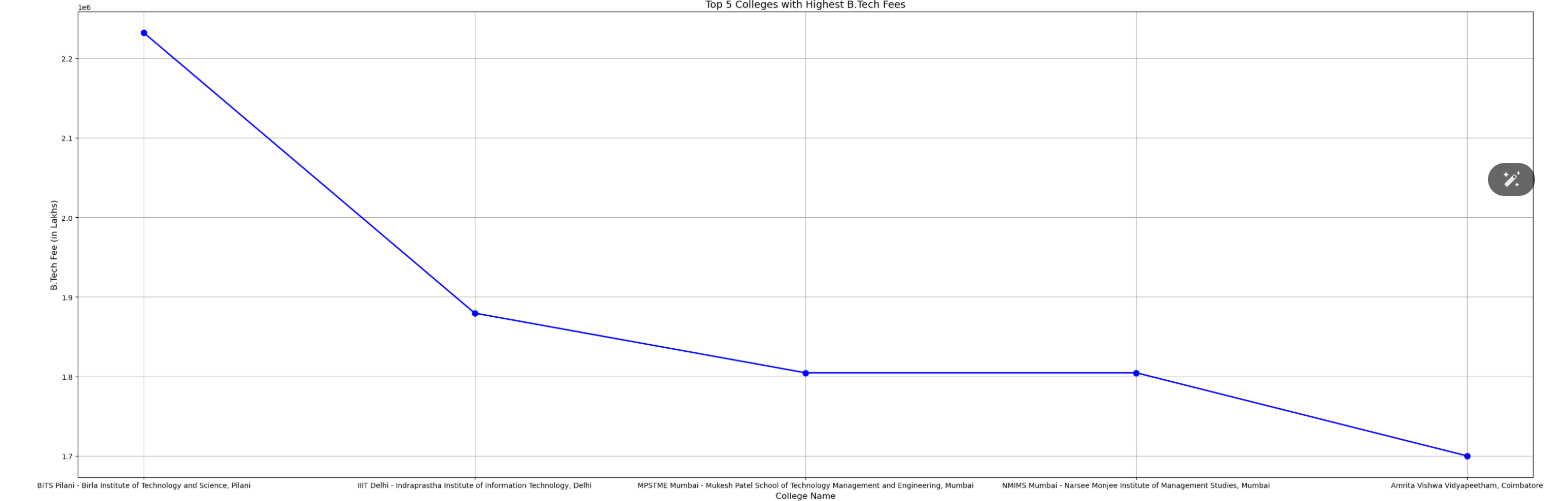 Top 5 Colleges with Highest B.Tech Fees
1e6
2.2
2.1
2.0
1.9
1.8
1.7
B.Tech Fee (in Lakhs)
BITS Pilani - Birla Institute of Technology and Science, Pilani
IIIT Delhi - Indraprastha Institute of Information Technology, Delhi
MPSTME Mumbai - Mukesh Patel School of Technology Management and Engineering, Mumbai
NMIMS Mumbai - Narsee Monjee Institute of Management Studies, Mumbai
Amrita Vishwa Vidyapeetham, Coimbatore
College Name